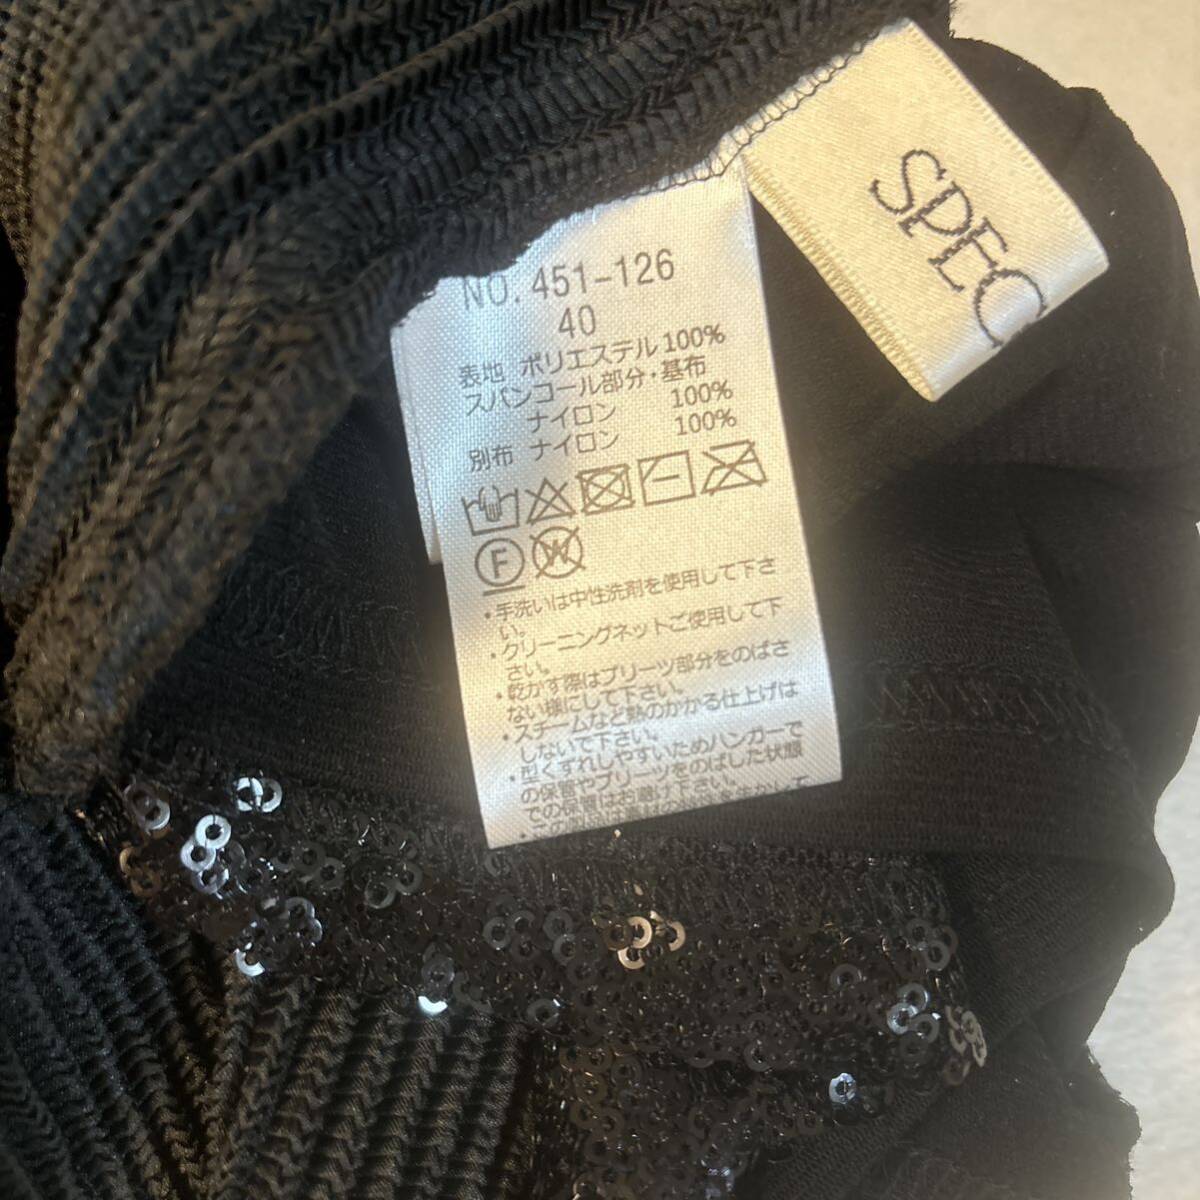 SPEC
NO. 451-126
40
表地 ポリエステル 100%
スパンコール部分・基布
ナイロン 100%
別布 ナイロン 100%
F
W
・手洗いは中性洗剤を使用して下さ
い。
・クリーニングネットご使用して下
さい。
・乾かす際はプリーツ部分をのばさ
ない様にして下さい。
・スチームなど熱のかかる仕上げは
しないで下さい。
・型くずれしやすいためハンガーで
の保管やプリーツをのばした状態
での保管はお避け下さい。